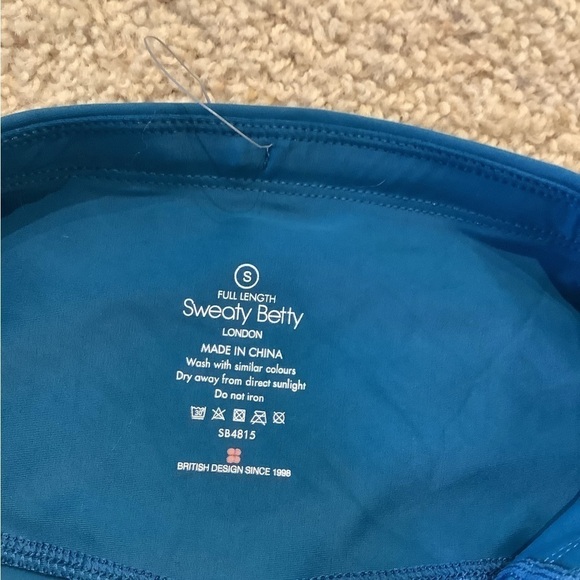 S
FULL LENGTH
Sweaty Betty
LONDON
MADE IN CHINA
Wash with similar colours
Dry away from direct sunlight
Do not iron
30
SB4815
BRITISH DESIGN SINCE 1998